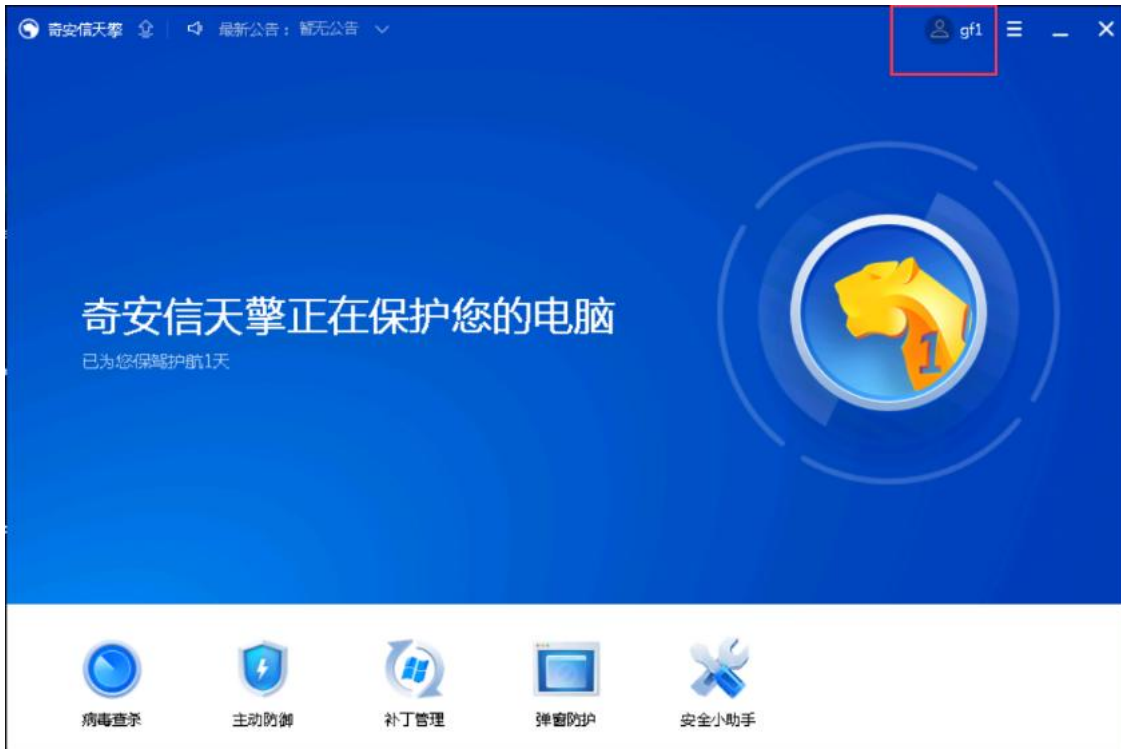 奇安信天擎 最新公告：暂无公告 gf1
奇安信天擎正在保护您的电脑
已为您保驾护航1天
1
病毒查杀 主动防御 补丁管理 弹窗防护 安全小助手